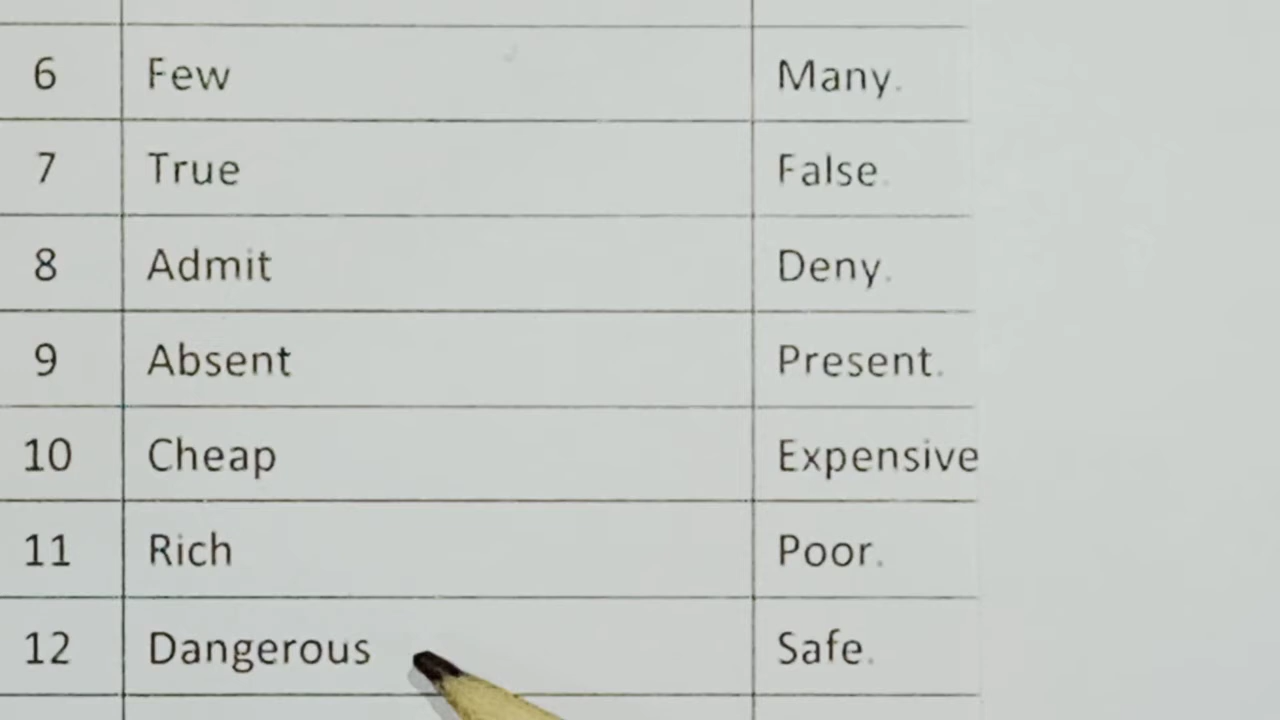 6 Few Many.
7 True False.
8 Admit Deny.
9 Absent Present.
10 Cheap Expensive
11 Rich Poor.
12 Dangerous Safe.